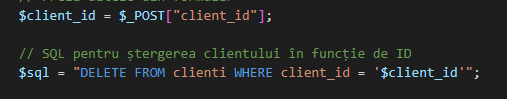 $client_id = $_POST["client_id"];
// SQL pentru ștergerea clientului în funcție de ID
$sql = "DELETE FROM clienti WHERE client_id = '$client_id'";